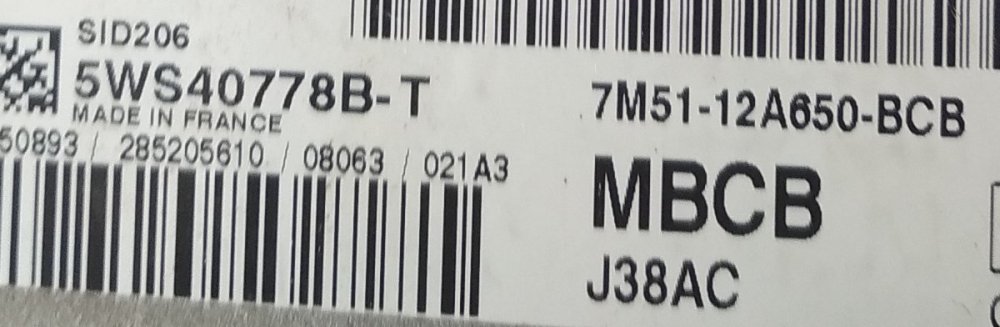 SID206
5WS40778B-T
MADE IN FRANCE
50893 / 285205610 / 08063 / 021A3
7M51-12A650-BCB
MBCB
J38AC